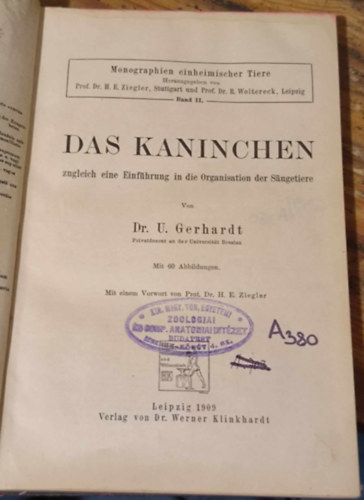 Monographien einheimischer Tiere
Herausgegeben von
Prof. Dr. H. E. Ziegler, Stuttgart und Prof. Dr. R. Woltereck, Leipzig
Band II.
DAS KANINCHEN
zugleich eine Einführung in die Organisation der Säugetiere
Von
Dr. U. Gerhardt
Privatdozent an der Universität Breslau
Mit 60 Abbildungen.
Mit einem Vorwort von Prof. Dr. H. E. Ziegler
ZOOLOGIAI
BUDAPEST
A380
Leipzig 1909
Verlag von Dr. Werner Klinkhardt